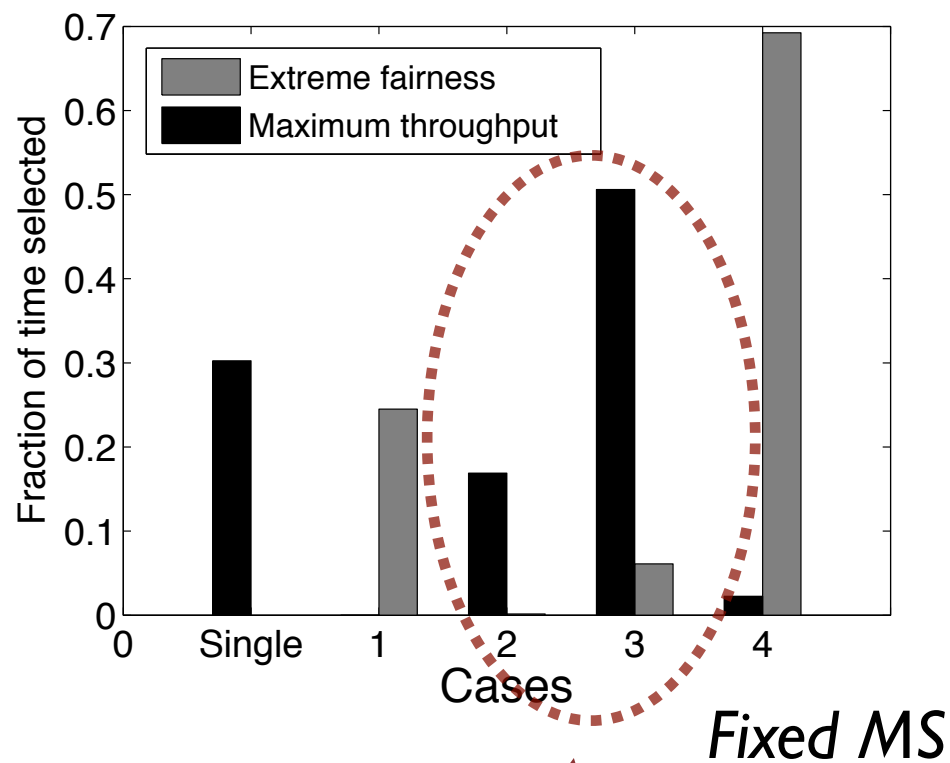 0.7
0.6
0.5
0.4
0.3
0.2
0.1
0
Fraction of time selected
Extreme fairness
Maximum throughput
0 Single 1 2 3 4
Cases
Fixed MS